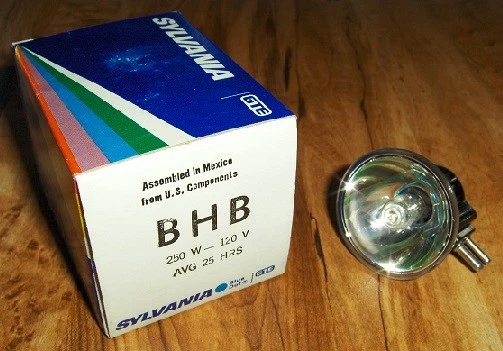 SYLVANIA
GTE
Assembled in Mexico
from U.S. Components
BHB
250 W — 120 V
AVG 25 HRS
SYLVANIA
GTE